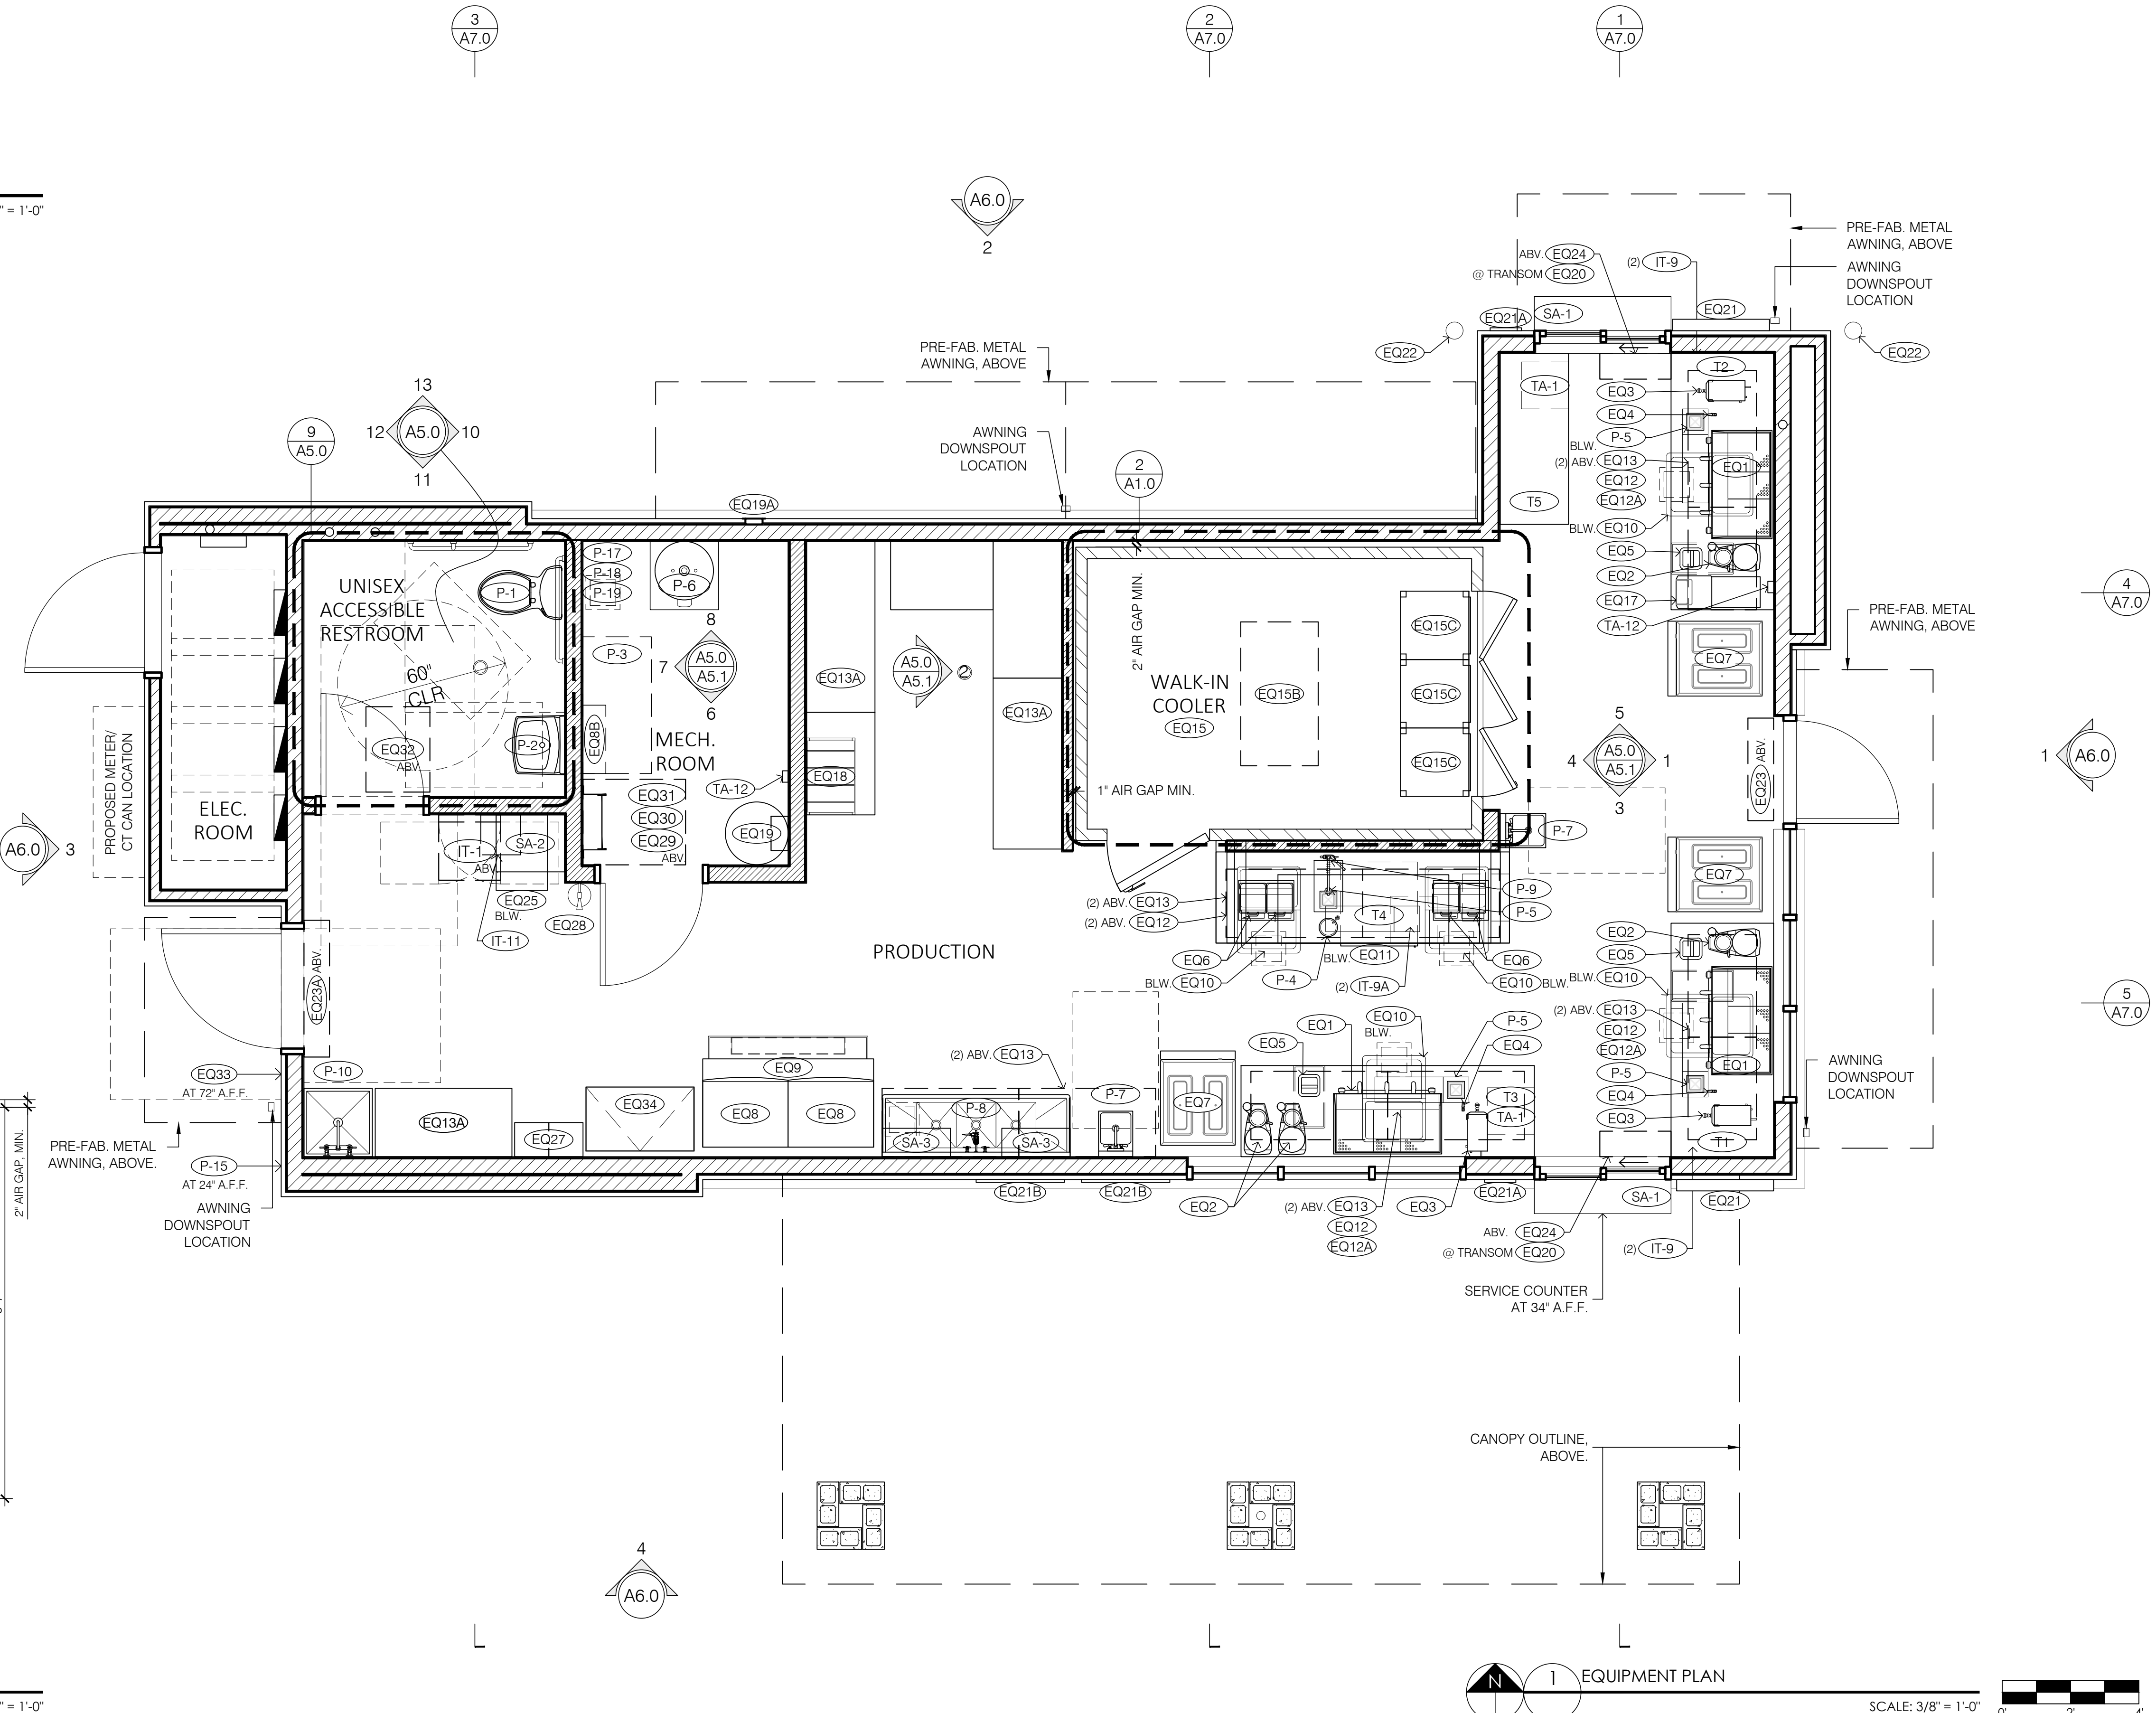 3
A7.0
2
A7.0
1
A7.0
" = 1'-0"
A6.0
2
PRE-FAB. METAL
AWNING, ABOVE
AWNING
DOWNSPOUT
LOCATION
ABV. EQ24
@ TRANSOM EQ20
(2) IT-9
EQ21A
SA-1
EQ21
EQ22
EQ22
PRE-FAB. METAL
AWNING, ABOVE
TA-1
T2
EQ3
EQ4
P-5
BLW.
(2) ABV. EQ13
EQ1
EQ12
EQ12A
BLW. EQ10
EQ5
EQ2
EQ17
TA-12
T5
13
12 A5.0 10
11
9
A5.0
AWNING
DOWNSPOUT
LOCATION
2
A1.0
EQ19A
4
A7.0
UNISEX
ACCESSIBLE
RESTROOM
P-1
P-17
P-18
P-19
P-6
8
7 A5.0
A5.1
6
P-3
60"
CLR
EQ32
ABV.
P-2
EQ8B
MECH.
ROOM
TA-12
EQ31
EQ30
EQ29
ABV.
EQ19
EQ13A
EQ18
A5.0
A5.1
2
EQ13A
2" AIR GAP MIN.
WALK-IN
COOLER
EQ15
EQ15B
EQ15C
EQ15C
EQ15C
1" AIR GAP MIN.
PRE-FAB. METAL
AWNING, ABOVE
EQ7
5
4 A5.0 1
A5.1
3
EQ23 ABV.
1 A6.0
PROPOSED METER/
CT CAN LOCATION
ELEC.
ROOM
A6.0 3
IT-1
ABV.
SA-2
EQ25
BLW.
IT-11
EQ28
P-7
EQ7
P-9
P-5
(2) ABV. EQ13
(2) ABV. EQ12
T4
EQ6
BLW. EQ10
P-4
BLW. EQ11
(2) IT-9A
EQ6
EQ10 BLW.
PRODUCTION
EQ23A ABV.
EQ2
EQ5
BLW. EQ10
(2) ABV. EQ13
EQ12
EQ12A
EQ1
P-5
EQ4
EQ3
T1
5
A7.0
AWNING
DOWNSPOUT
LOCATION
EQ33
AT 72" A.F.F.
P-10
EQ13A
EQ27
EQ34
EQ9
EQ8
EQ8
(2) ABV. EQ13
P-8
SA-3
SA-3
P-7
EQ7
EQ5
EQ1
EQ10
BLW.
P-5
EQ4
T3
TA-1
PRE-FAB. METAL
AWNING, ABOVE.
P-15
AT 24" A.F.F.
AWNING
DOWNSPOUT
LOCATION
2" AIR GAP, MIN.
EQ21B
EQ21B
EQ2
(2) ABV. EQ13
EQ12
EQ12A
EQ3
EQ21A
SA-1
EQ21
ABV. EQ24
@ TRANSOM EQ20
(2) IT-9
SERVICE COUNTER
AT 34" A.F.F.
CANOPY OUTLINE,
ABOVE.
4
A6.0
N
1
EQUIPMENT PLAN
SCALE: 3/8" = 1'-0"
0' 2' 4'
" = 1'-0"